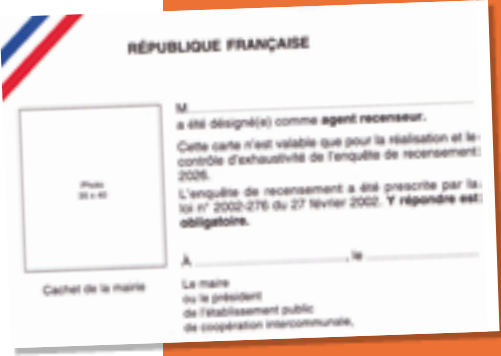 RÉPUBLIQUE FRANÇAISE
M
a été désigné(e) comme agent recenseur.
Cette carte n'est valable que pour la réalisation et le
contrôle d'exhaustivité de l'enquête de recensement
2026.
L'enquête de recensement a été prescrite par la
loi n° 2002-276 du 27 février 2002. Y répondre est
obligatoire.
Photo
35 x 40
À , le
Cachet de la mairie
Le maire
ou le président
de l'établissement public
de coopération intercommunale,